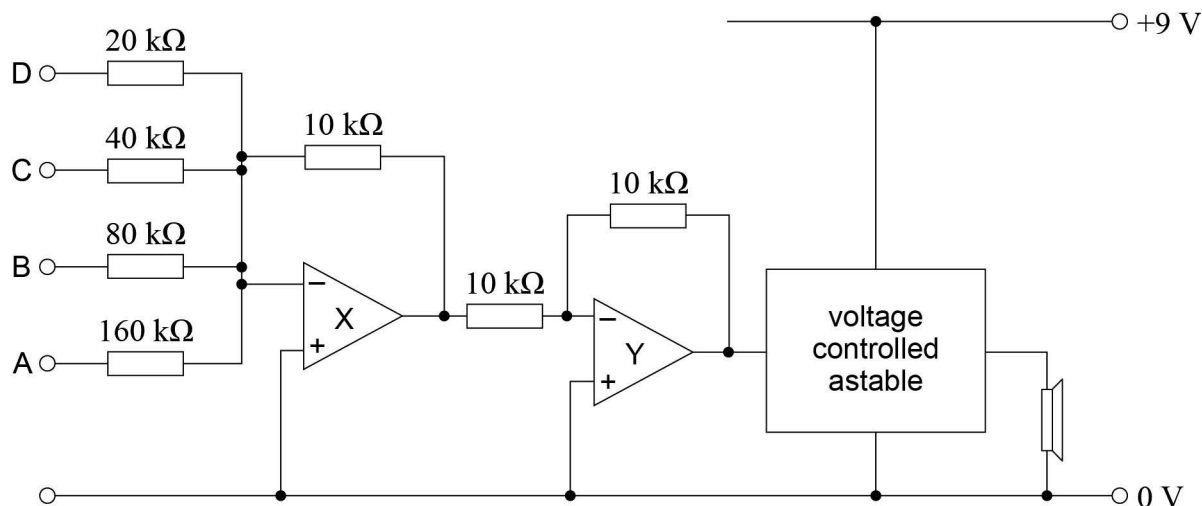 +9 V
20 kΩ
D
10 kΩ
40 kΩ
C
10 kΩ
80 kΩ
B
10 kΩ
−
X
+
voltage
controlled
astable
160 kΩ
A
−
Y
+
0 V